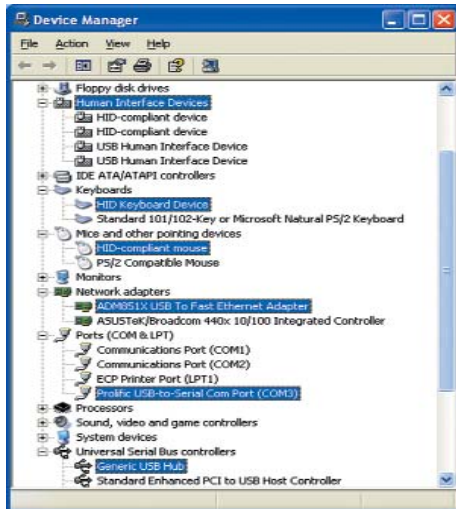 Device Manager
File Action View Help
Floppy disk drives
Human Interface Devices
HID-compliant device
HID-compliant device
USB Human Interface Device
USB Human Interface Device
IDE ATA/ATAPI controllers
Keyboards
HID Keyboard Device
Standard 101/102-Key or Microsoft Natural PS/2 Keyboard
Mice and other pointing devices
HID-compliant mouse
PS/2 Compatible Mouse
Monitors
Network adapters
ADM851X USB To Fast Ethernet Adapter
ASUSTeK/Broadcom 440x 10/100 Integrated Controller
Ports (COM & LPT)
Communications Port (COM1)
Communications Port (COM2)
ECP Printer Port (LPT1)
Prolific USB-to-Serial Com Port (COM3)
Processors
Sound, video and game controllers
System devices
Universal Serial Bus controllers
Generic USB Hub
Standard Enhanced PCI to USB Host Controller